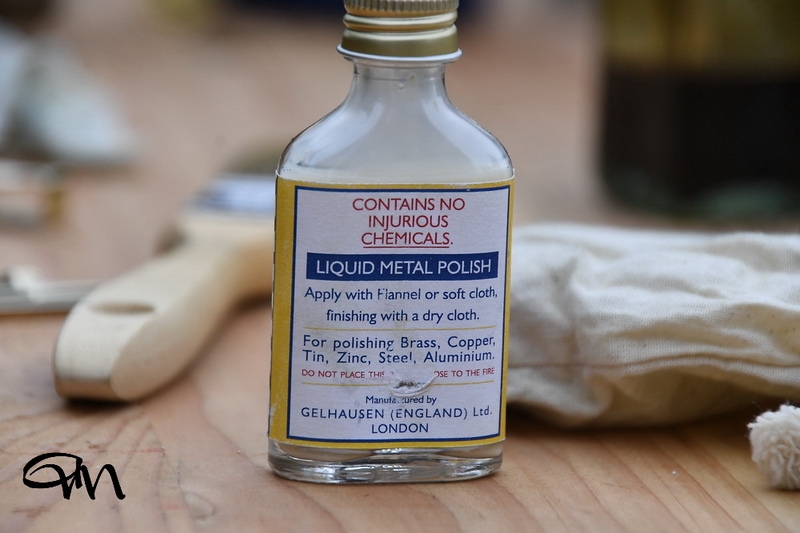 CONTAINS NO
INJURIOUS
CHEMICALS.
LIQUID METAL POLISH
Apply with Flannel or soft cloth,
finishing with a dry cloth.
For polishing Brass, Copper,
Tin, Zinc, Steel, Aluminium.
DO NOT PLACE THIS OSE TO THE FIRE
Manufactured by
GELHAUSEN (ENGLAND) Ltd.
LONDON